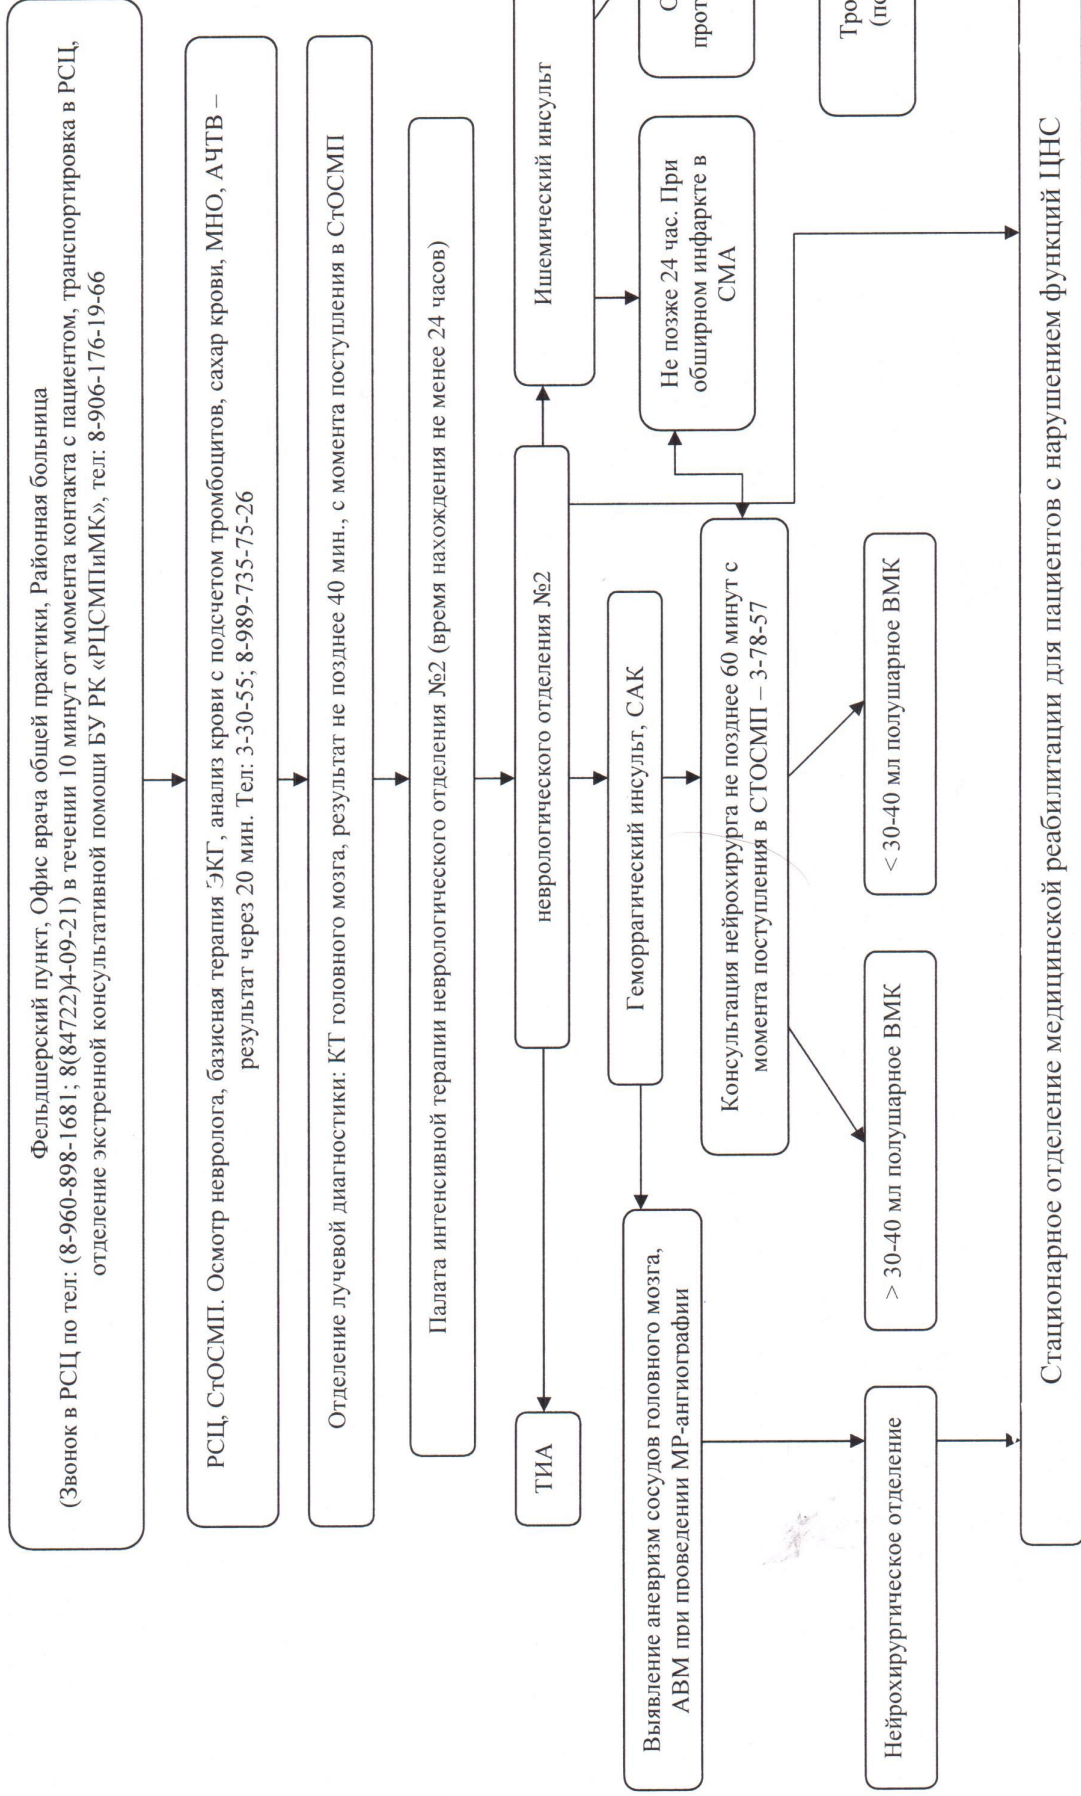 Фельдшерский пункт, Офис врача общей практики, Районная больница
(Звонок в РСЦ по тел: (8-960-898-1681; 8(84722)4-09-21) в течении 10 минут от момента контакта с пациентом, транспортировка в РСЦ,
отделение экстренной консультативной помощи БУ РК «РЦСМПиМК», тел: 8-906-176-19-66
РСЦ, СтОСМП. Осмотр невролога, базисная терапия ЭКГ, анализ крови с подсчетом тромбоцитов, сахар крови, МНО, АЧТВ –
результат через 20 мин. Тел: 3-30-55; 8-989-735-75-26
Отделение лучевой диагностики: КТ головного мозга, результат не позднее 40 мин., с момента поступления в СтОСМП
Палата интенсивной терапии неврологического отделения №2 (время нахождения не менее 24 часов)
ТИА
неврологического отделения №2
Ишемический инсульт
Выявление аневризм сосудов головного мозга,
АВМ при проведении МР-ангиографии
Геморрагический инсульт, САК
Не позже 24 час. При
обширном инфаркте в
СМА
С
прот
Консультация нейрохирурга не позднее 60 минут с
момента поступления в СТОСМП – 3-78-57
Тро
(по
Нейрохирургическое отделение
> 30-40 мл полушарное ВМК
< 30-40 мл полушарное ВМК
Стационарное отделение медицинской реабилитации для пациентов с нарушением функций ЦНС